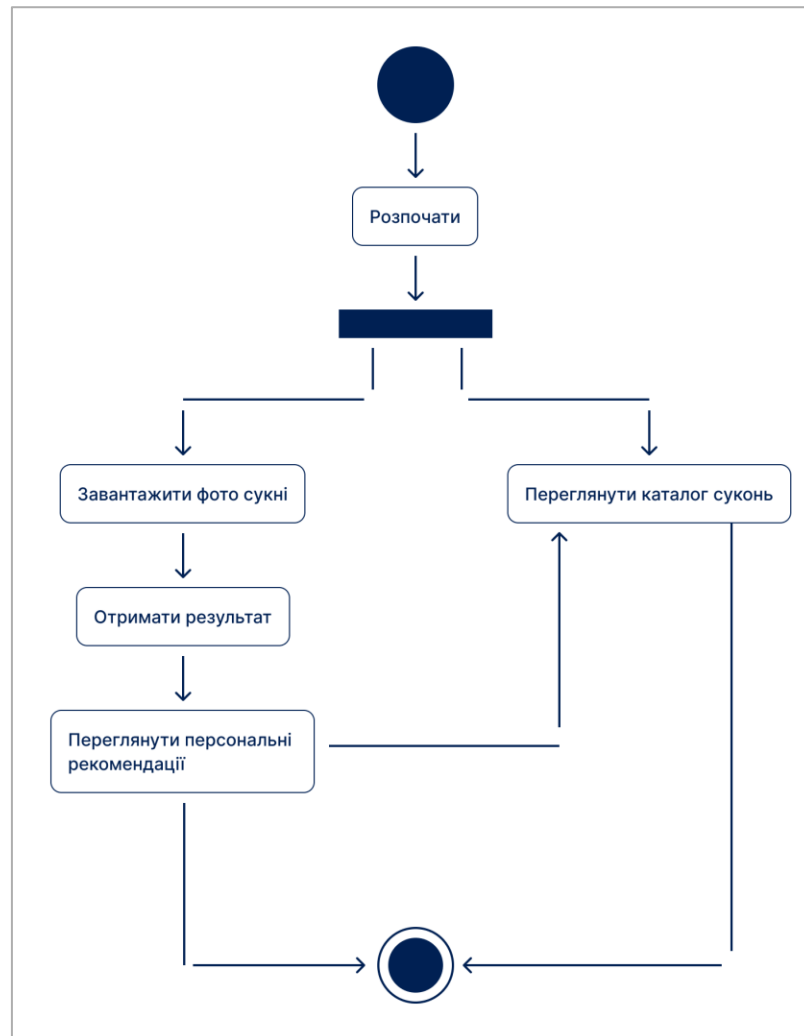 Розпочати
Завантажити фото сукні
Переглянути каталог суконь
Отримати результат
Переглянути персональні
рекомендації